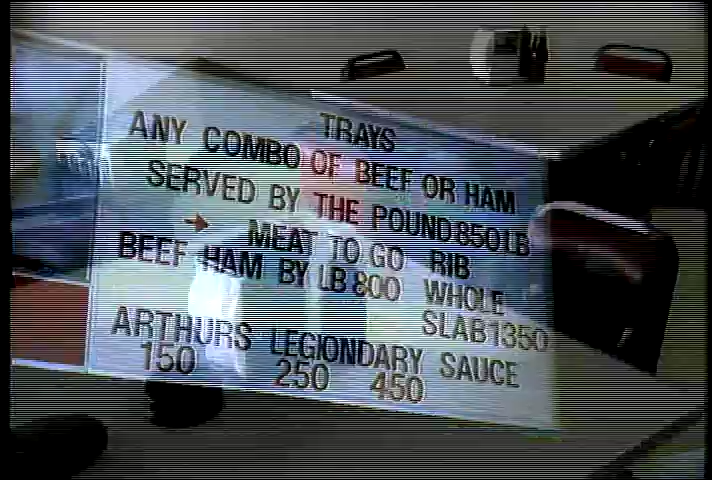 TRAYS
ANY COMBO OF BEEF OR HAM
SERVED BY THE POUND 850 LB
MEAT TO GO RIB
BEEF HAM BY LB 800 WHOLE
SLAB 1350
ARTHURS LEGIONDARY SAUCE
150 250 450